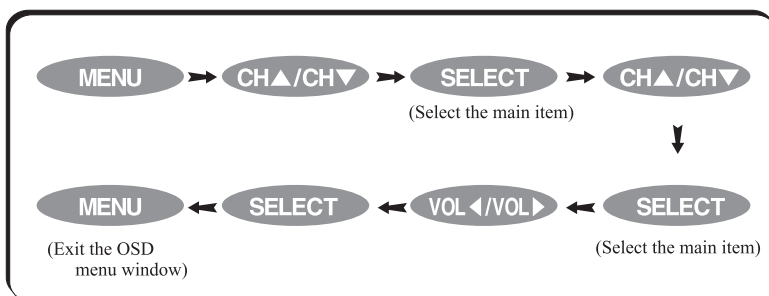 MENU
CH▲/CH▼
SELECT
CH▲/CH▼
(Select the main item)
SELECT
(Select the main item)
VOL◀/VOL▶
SELECT
MENU
(Exit the OSD
menu window)